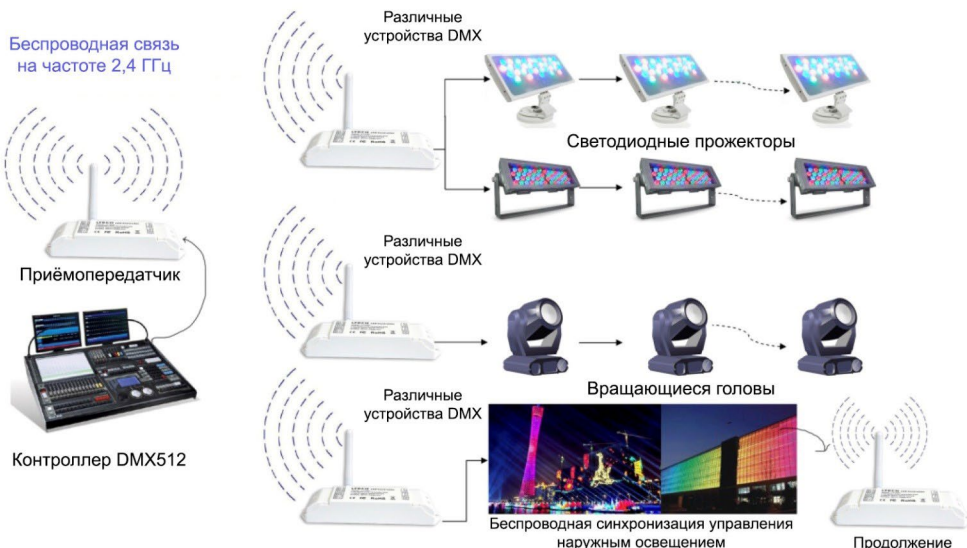 Беспроводная связь
на частоте 2,4 ГГц
Приёмопередатчик
Контроллер DMX512
Различные
устройства DMX
Светодиодные прожекторы
Различные
устройства DMX
Вращающиеся головы
Различные
устройства DMX
Беспроводная синхронизация управления
наружным освещением
Продолжение